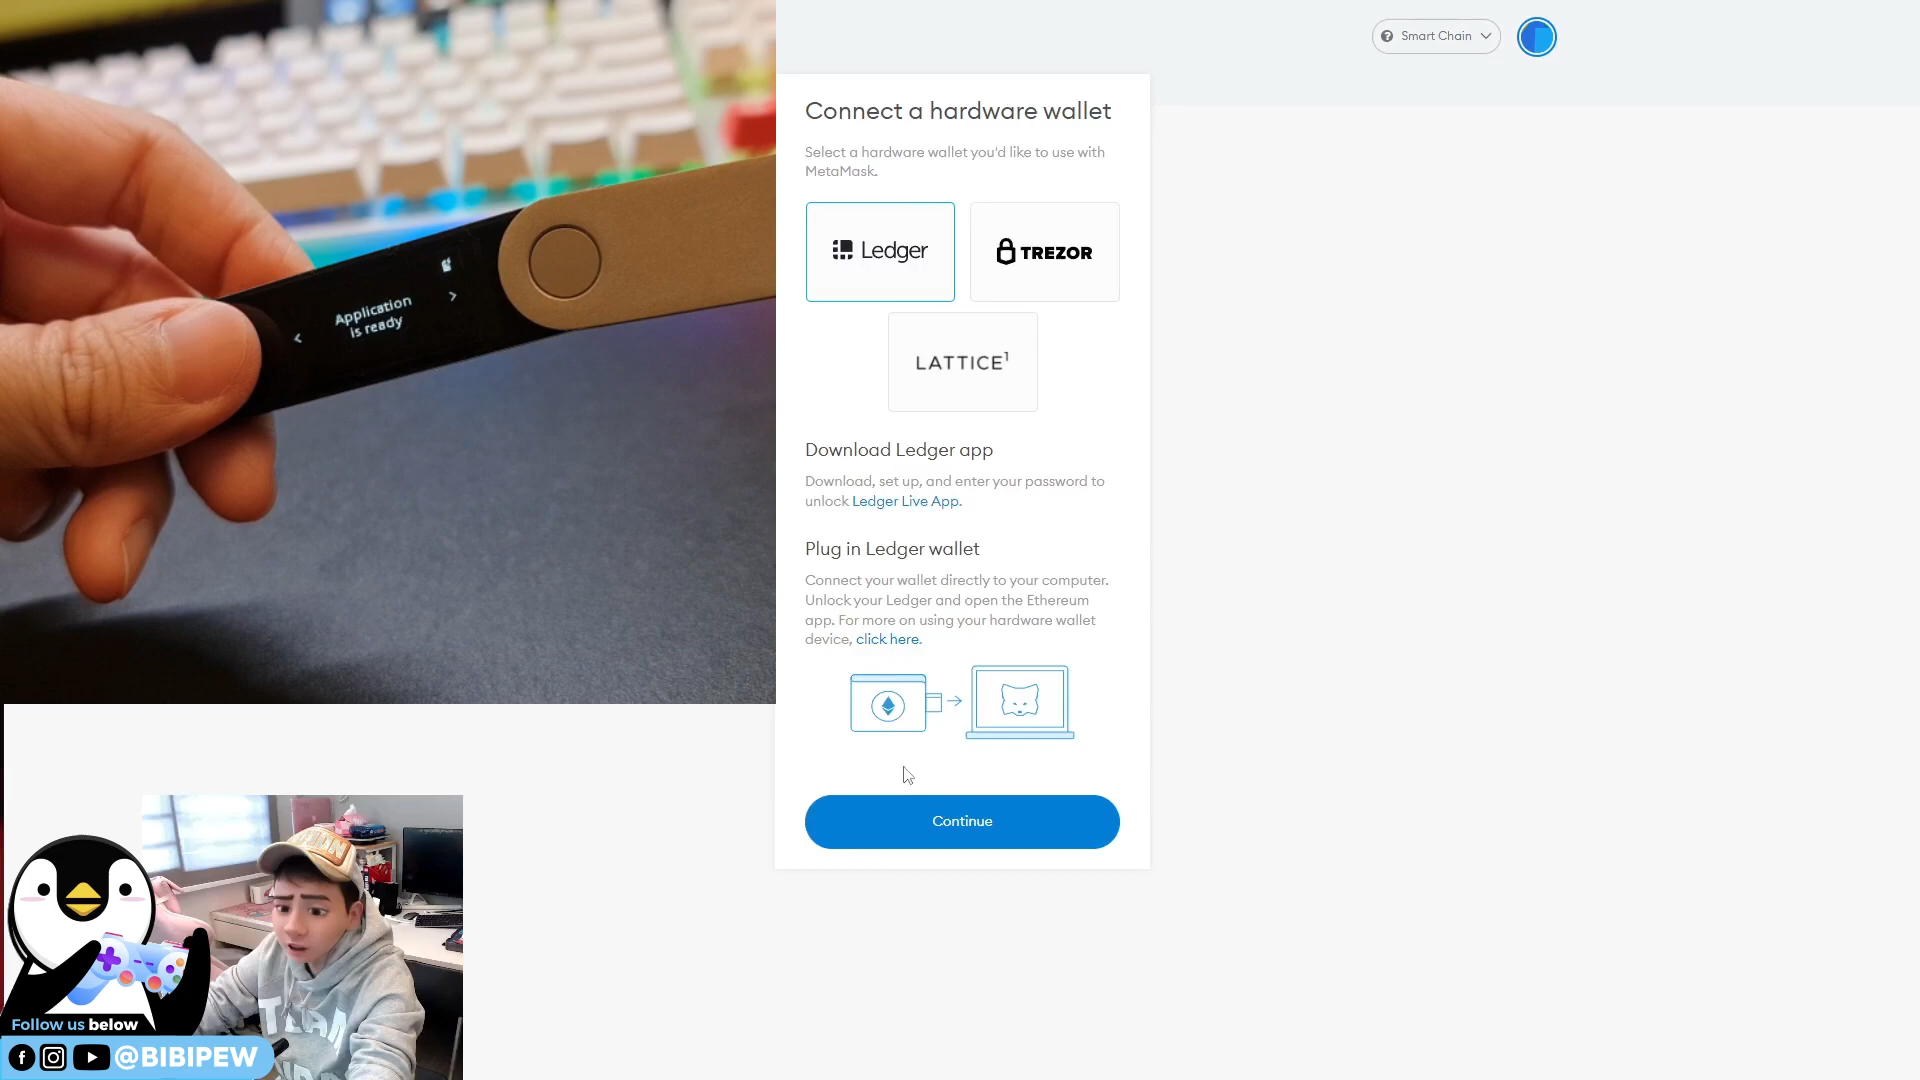 Smart Chain
Connect a hardware wallet
Select a hardware wallet you'd like to use with
MetaMask.
Ledger
TREZOR
LATTICE1
Download Ledger app
Download, set up, and enter your password to
unlock Ledger Live App.
Plug in Ledger wallet
Connect your wallet directly to your computer.
Unlock your Ledger and open the Ethereum
app. For more on using your hardware wallet
device, click here.
Continue
Application
is ready
Follow us below
@BIBIPEW
TEAM